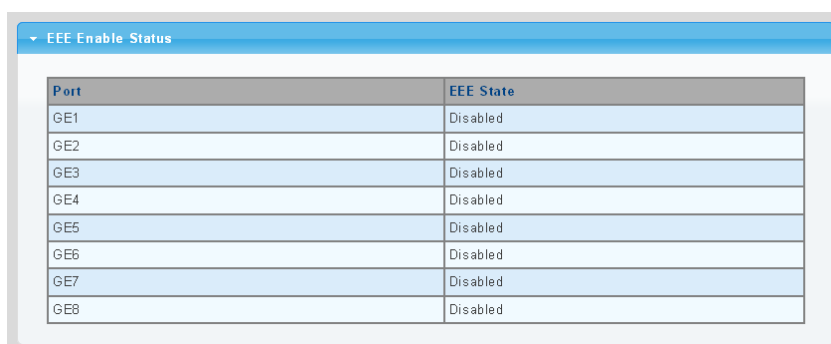 EEE Enable Status
Port EEE State
GE1 Disabled
GE2 Disabled
GE3 Disabled
GE4 Disabled
GE5 Disabled
GE6 Disabled
GE7 Disabled
GE8 Disabled